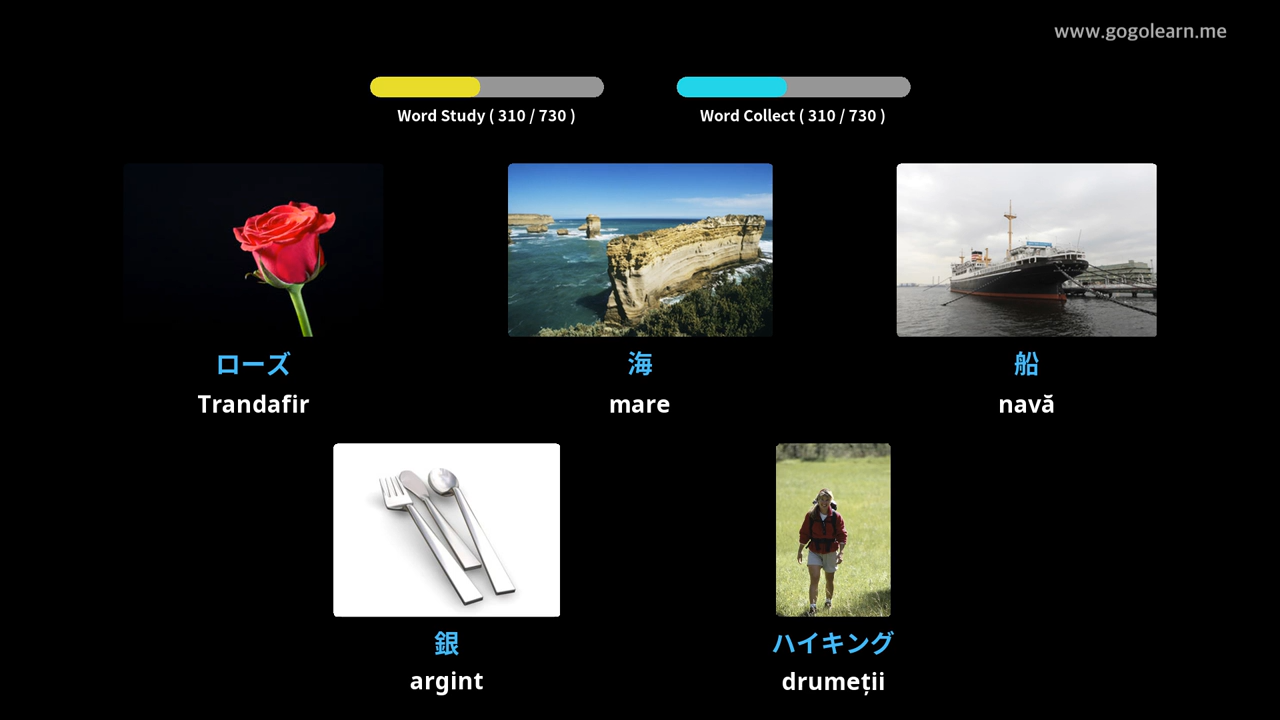 www.gogolearn.me
Word Study ( 310 / 730 )
Word Collect ( 310 / 730 )
ローズ
Trandafir
海
mare
船
navă
銀
argint
ハイキング
drumeții